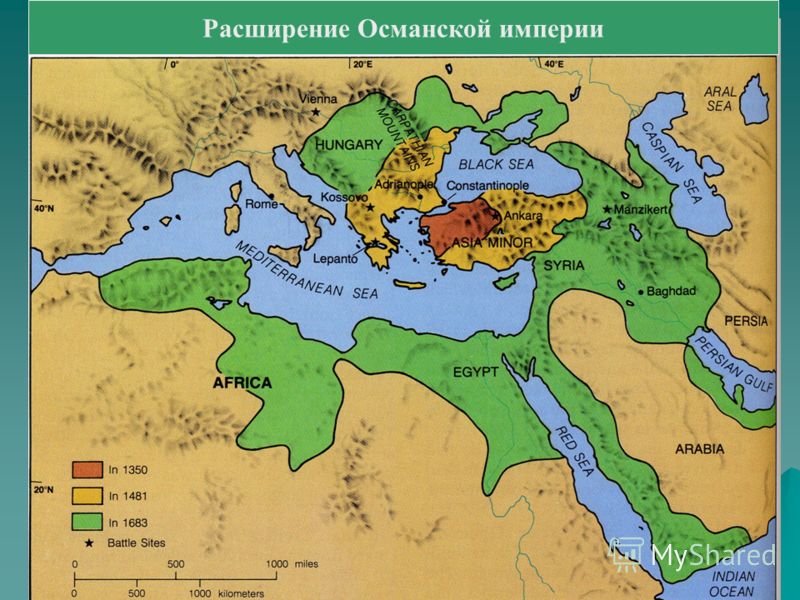 Расширение Османской империи
0°
20°E
40°E
ARAL
SEA
Vienna
CARPATHIAN
MOUNTAINS
HUNGARY
CASPIAN SEA
BLACK SEA
Adrianople
Constantinople
Kossovo
40°N
Rome
Ankara
Manzikert
ASIA MINOR
Lepanto
MEDITERRANEAN SEA
SYRIA
Baghdad
PERSIA
PERSIAN GULF
EGYPT
AFRICA
RED SEA
ARABIA
In 1350
20°N
In 1481
In 1683
Battle Sites
0 500 1000 miles
0 500 1000 kilometers
MyShared
INDIAN
OCEAN